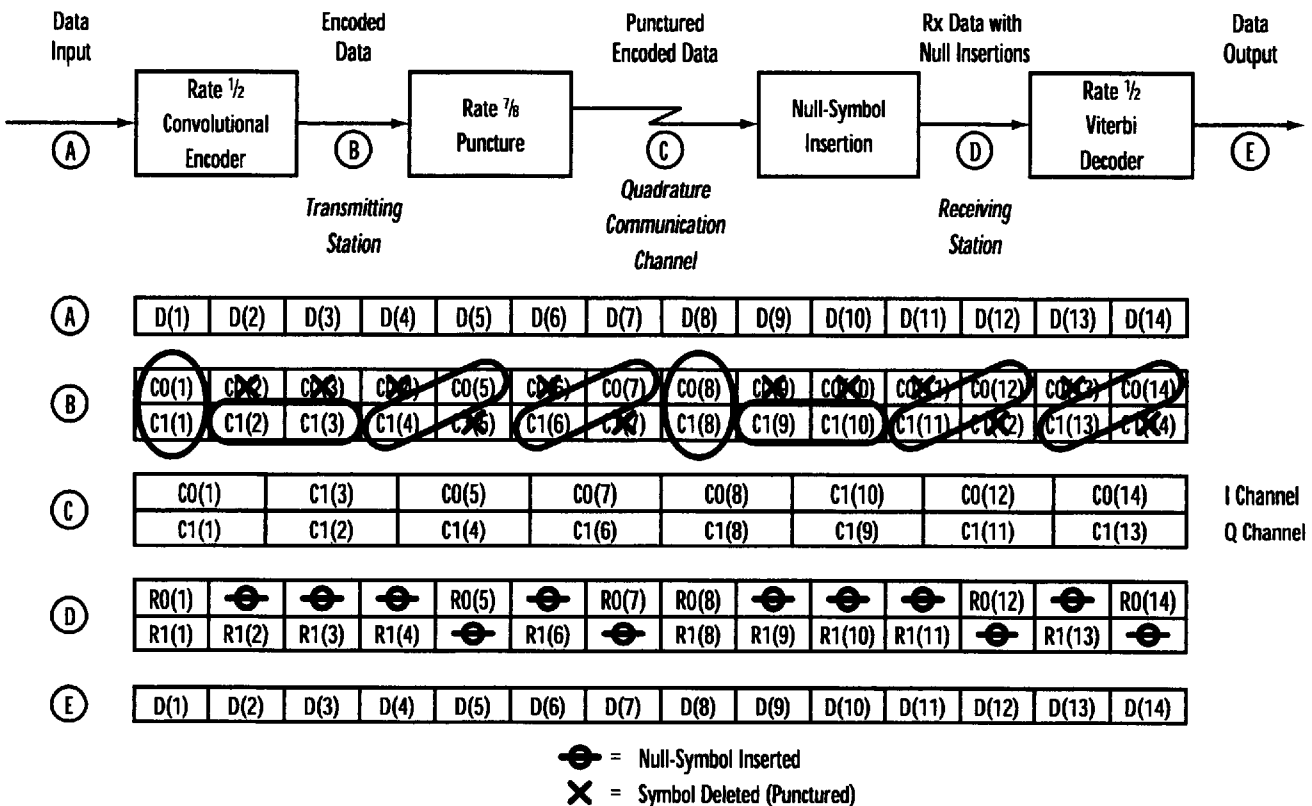 Data Input
Encoded Data
Punctured Encoded Data
Rx Data with Null Insertions
Data Output
Rate 1/2 Convolutional Encoder
Rate 7/8 Puncture
Null-Symbol Insertion
Rate 1/2 Viterbi Decoder
A
B
C
D
E
Transmitting Station
Quadrature Communication Channel
Receiving Station
A D(1) D(2) D(3) D(4) D(5) D(6) D(7) D(8) D(9) D(10) D(11) D(12) D(13) D(14)
B C0(1) C0(5) C0(7) C0(8) C0(12) C0(14)
C1(1) C1(2) C1(3) C1(4) C1(6) C1(8) C1(9) C1(10) C1(11) C1(13)
C C0(1) C1(3) C0(5) C0(7) C0(8) C1(10) C0(12) C0(14) I Channel
C1(1) C1(2) C1(4) C1(6) C1(8) C1(9) C1(11) C1(13) Q Channel
D R0(1) R0(5) R0(7) R0(8) R0(12) R0(14)
R1(1) R1(2) R1(3) R1(4) R1(6) R1(8) R1(9) R1(10) R1(11) R1(13)
E D(1) D(2) D(3) D(4) D(5) D(6) D(7) D(8) D(9) D(10) D(11) D(12) D(13) D(14)
= Null-Symbol Inserted
= Symbol Deleted (Punctured)